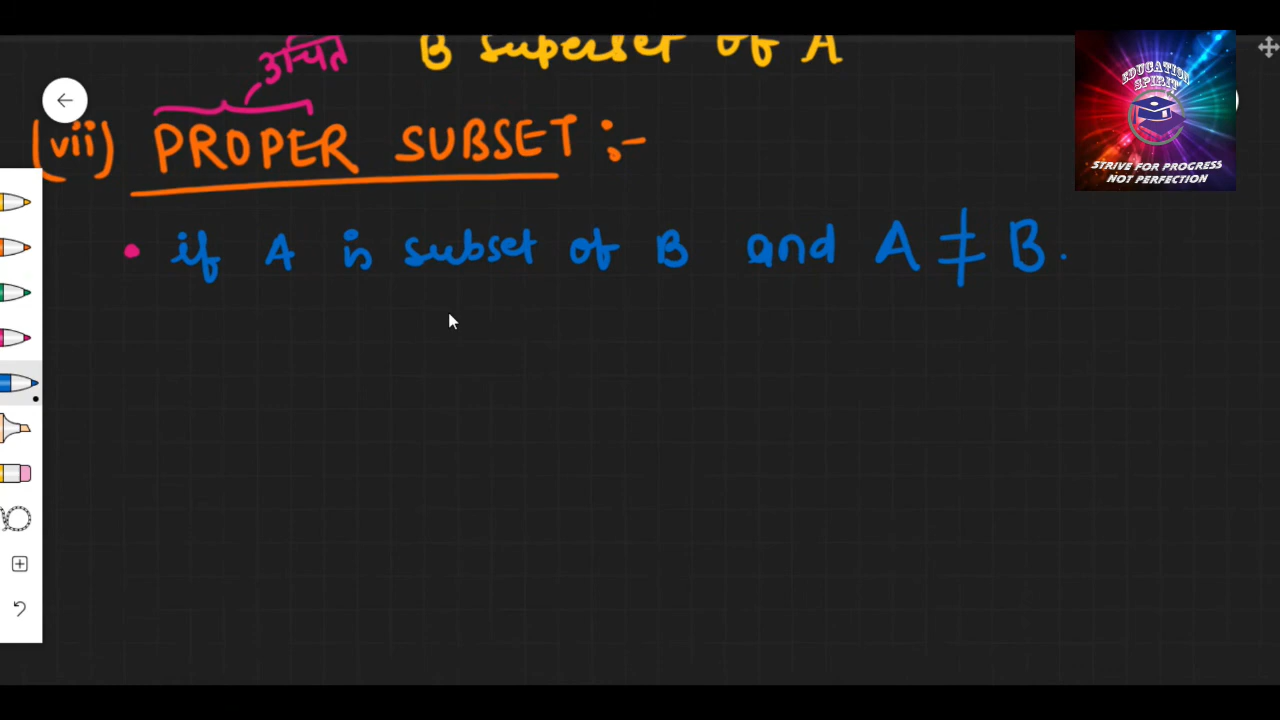 B superset of A
उचित
(vii) PROPER SUBSET :-
• if A is subset of B and A ≠ B.
EDUCATION
SPIRIT
STRIVE FOR PROGRESS
NOT PERFECTION